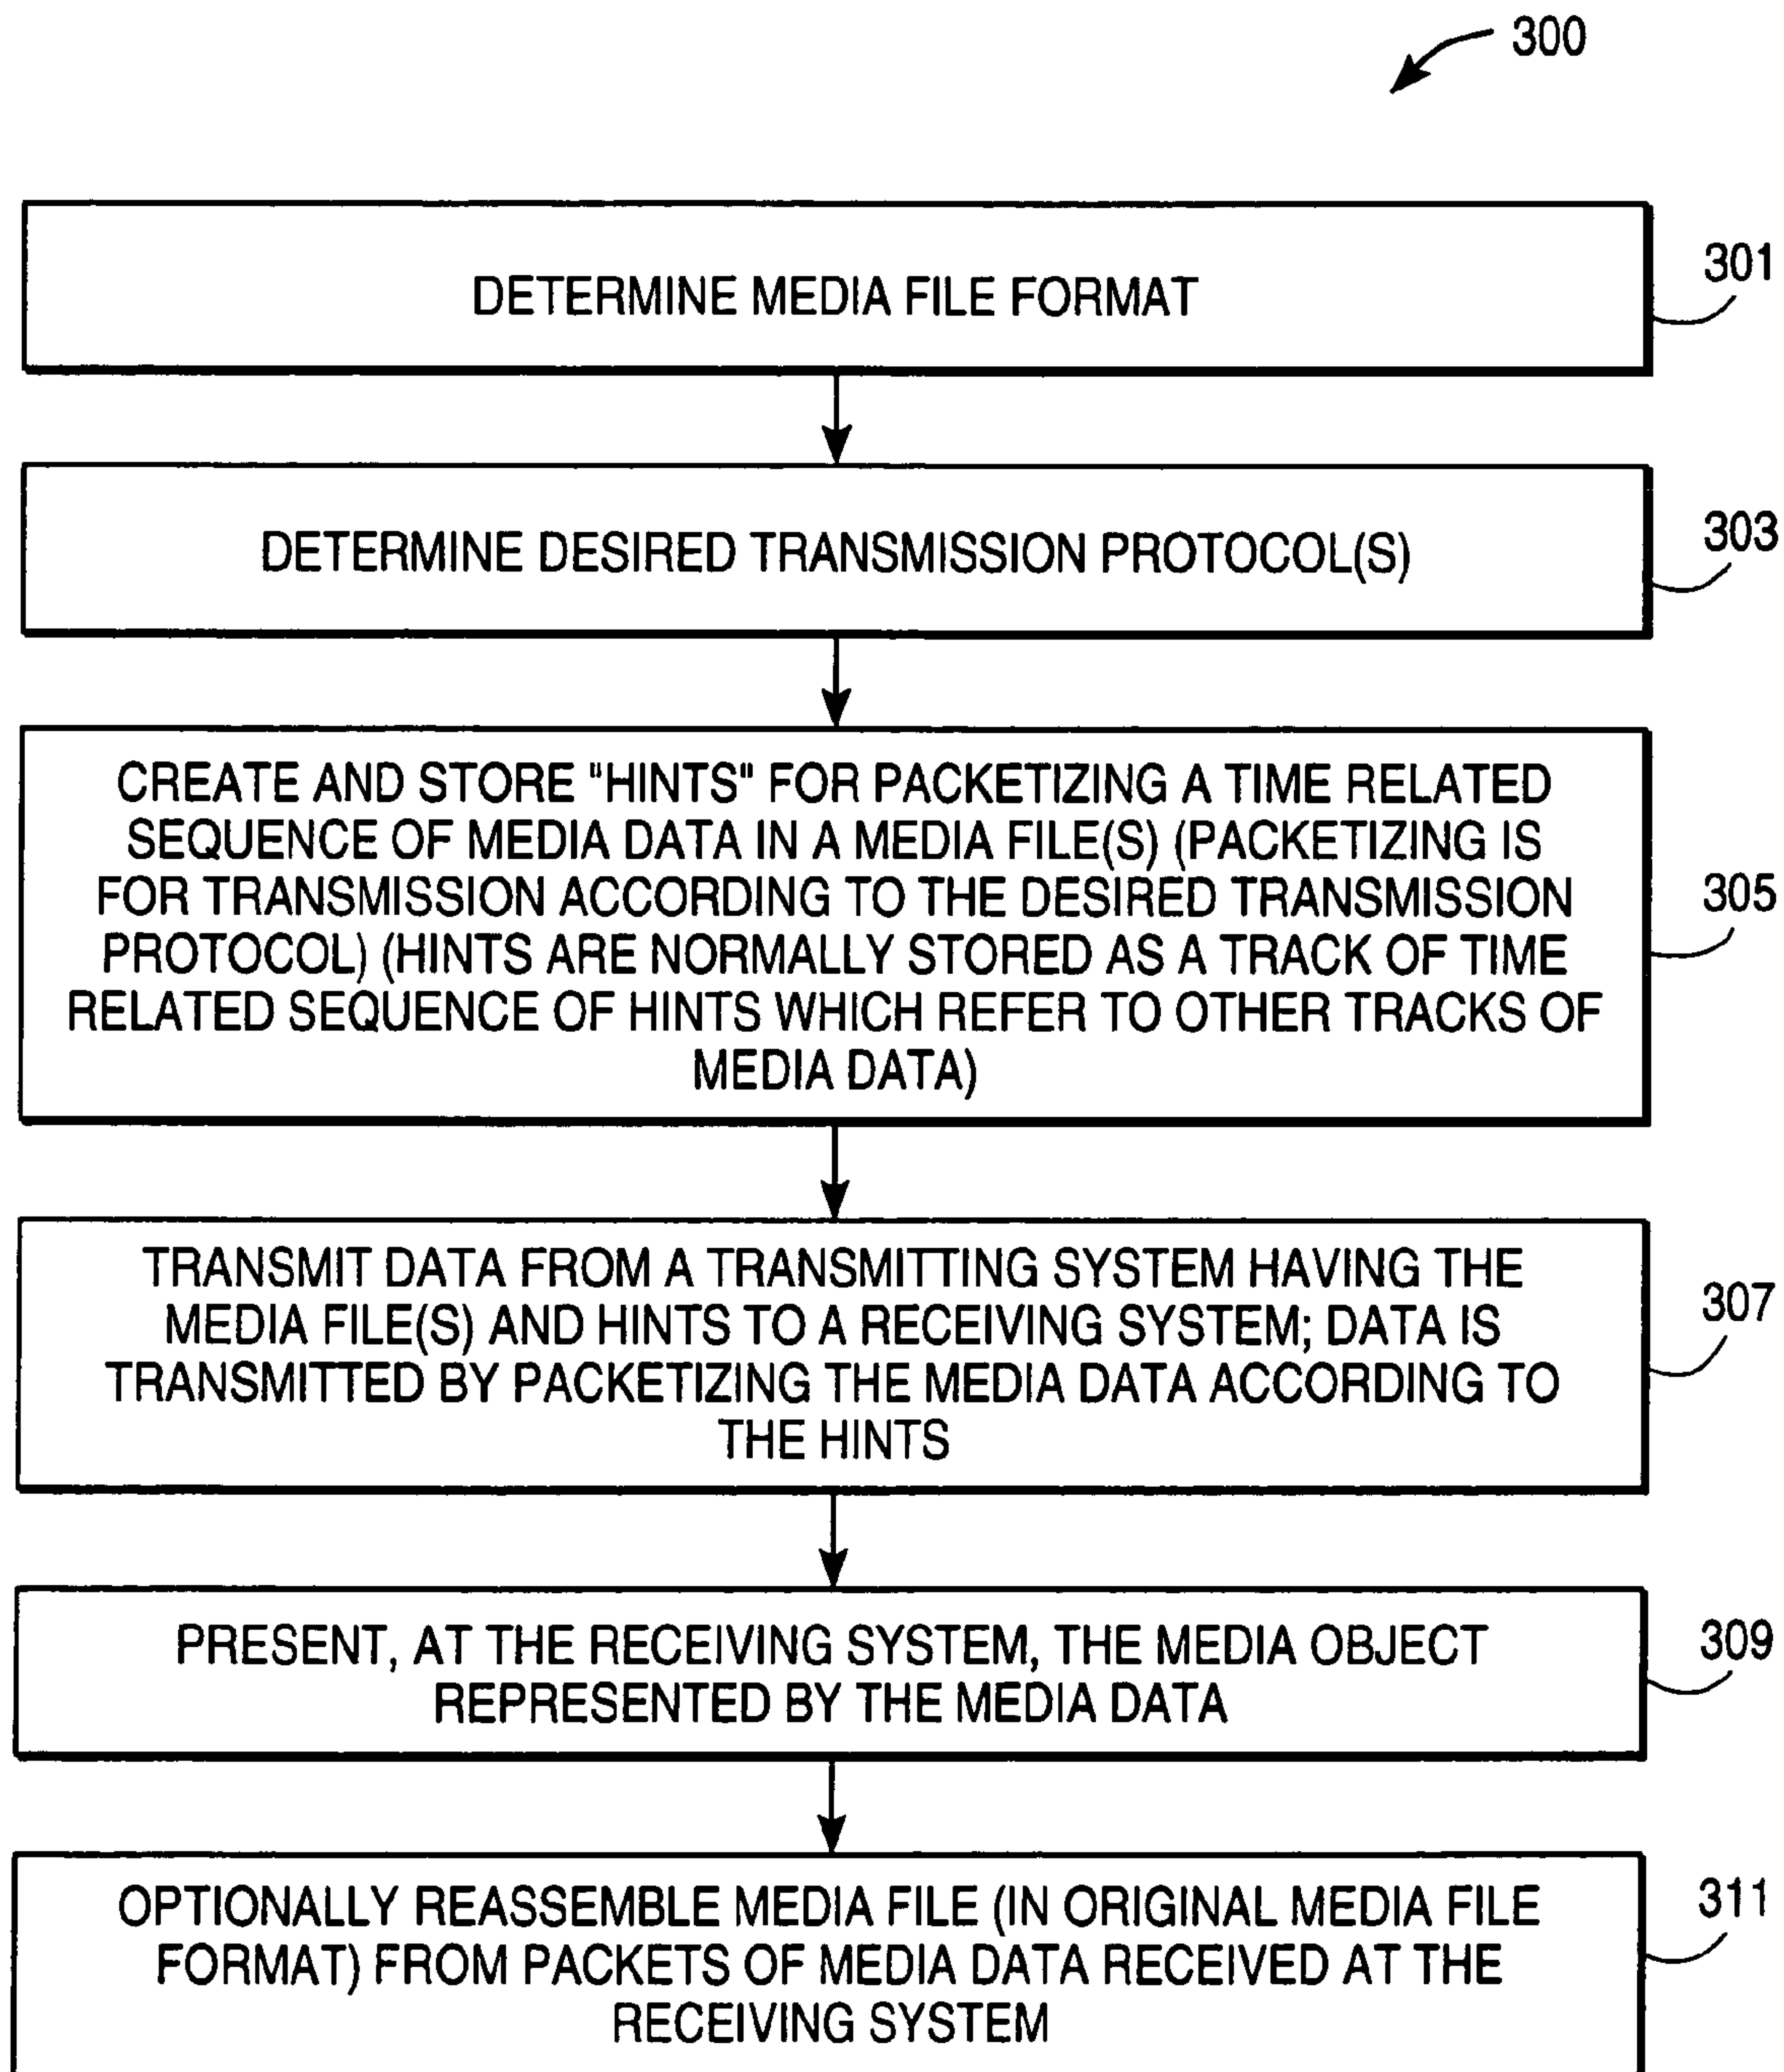 300
DETERMINE MEDIA FILE FORMAT
301
DETERMINE DESIRED TRANSMISSION PROTOCOL(S)
303
CREATE AND STORE "HINTS" FOR PACKETIZING A TIME RELATED
SEQUENCE OF MEDIA DATA IN A MEDIA FILE(S) (PACKETIZING IS
FOR TRANSMISSION ACCORDING TO THE DESIRED TRANSMISSION
PROTOCOL) (HINTS ARE NORMALLY STORED AS A TRACK OF TIME
RELATED SEQUENCE OF HINTS WHICH REFER TO OTHER TRACKS OF
MEDIA DATA)
305
TRANSMIT DATA FROM A TRANSMITTING SYSTEM HAVING THE
MEDIA FILE(S) AND HINTS TO A RECEIVING SYSTEM; DATA IS
TRANSMITTED BY PACKETIZING THE MEDIA DATA ACCORDING TO
THE HINTS
307
PRESENT, AT THE RECEIVING SYSTEM, THE MEDIA OBJECT
REPRESENTED BY THE MEDIA DATA
309
OPTIONALLY REASSEMBLE MEDIA FILE (IN ORIGINAL MEDIA FILE
FORMAT) FROM PACKETS OF MEDIA DATA RECEIVED AT THE
RECEIVING SYSTEM
311